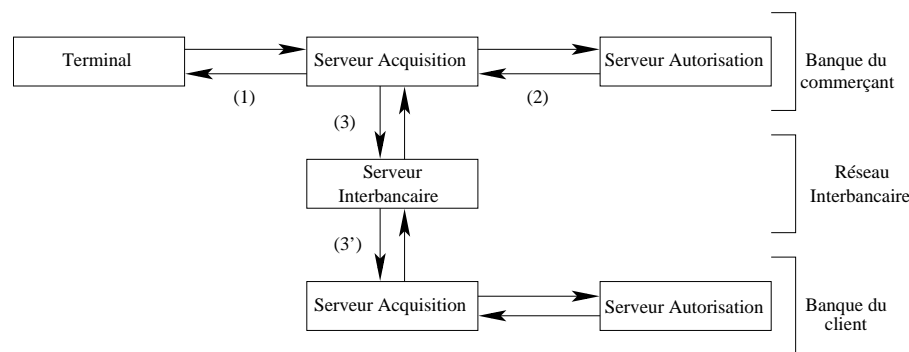 Terminal
Serveur Acquisition
Serveur Autorisation
Banque du
commerçant
(1)
(2)
(3)
Serveur
Interbancaire
Réseau
Interbancaire
(3’)
Serveur Acquisition
Serveur Autorisation
Banque du
client